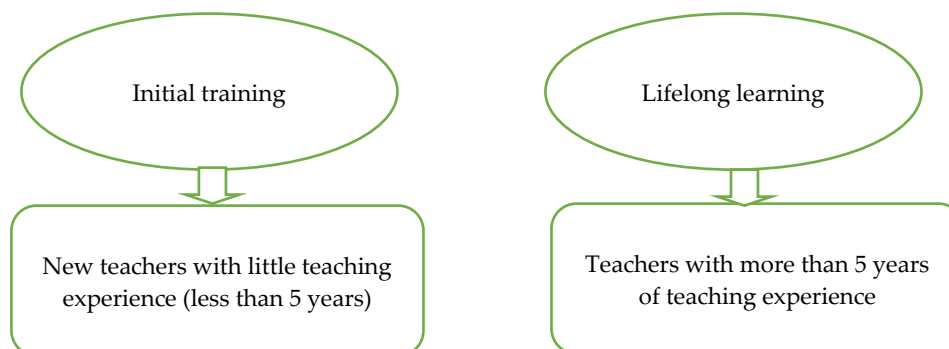 Initial training
Lifelong learning
New teachers with little teaching
experience (less than 5 years)
Teachers with more than 5 years
of teaching experience